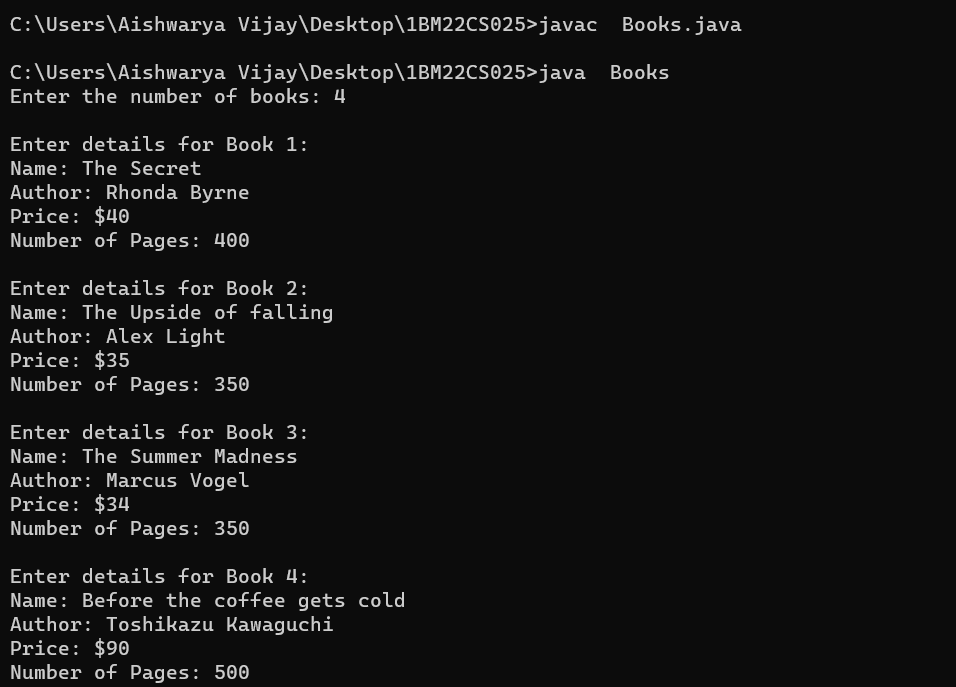 C:\Users\Aishwarya Vijay\Desktop\1BM22CS025>javac  Books.java
C:\Users\Aishwarya Vijay\Desktop\1BM22CS025>java  Books
Enter the number of books: 4
Enter details for Book 1:
Name: The Secret
Author: Rhonda Byrne
Price: $40
Number of Pages: 400
Enter details for Book 2:
Name: The Upside of falling
Author: Alex Light
Price: $35
Number of Pages: 350
Enter details for Book 3:
Name: The Summer Madness
Author: Marcus Vogel
Price: $34
Number of Pages: 350
Enter details for Book 4:
Name: Before the coffee gets cold
Author: Toshikazu Kawaguchi
Price: $90
Number of Pages: 500